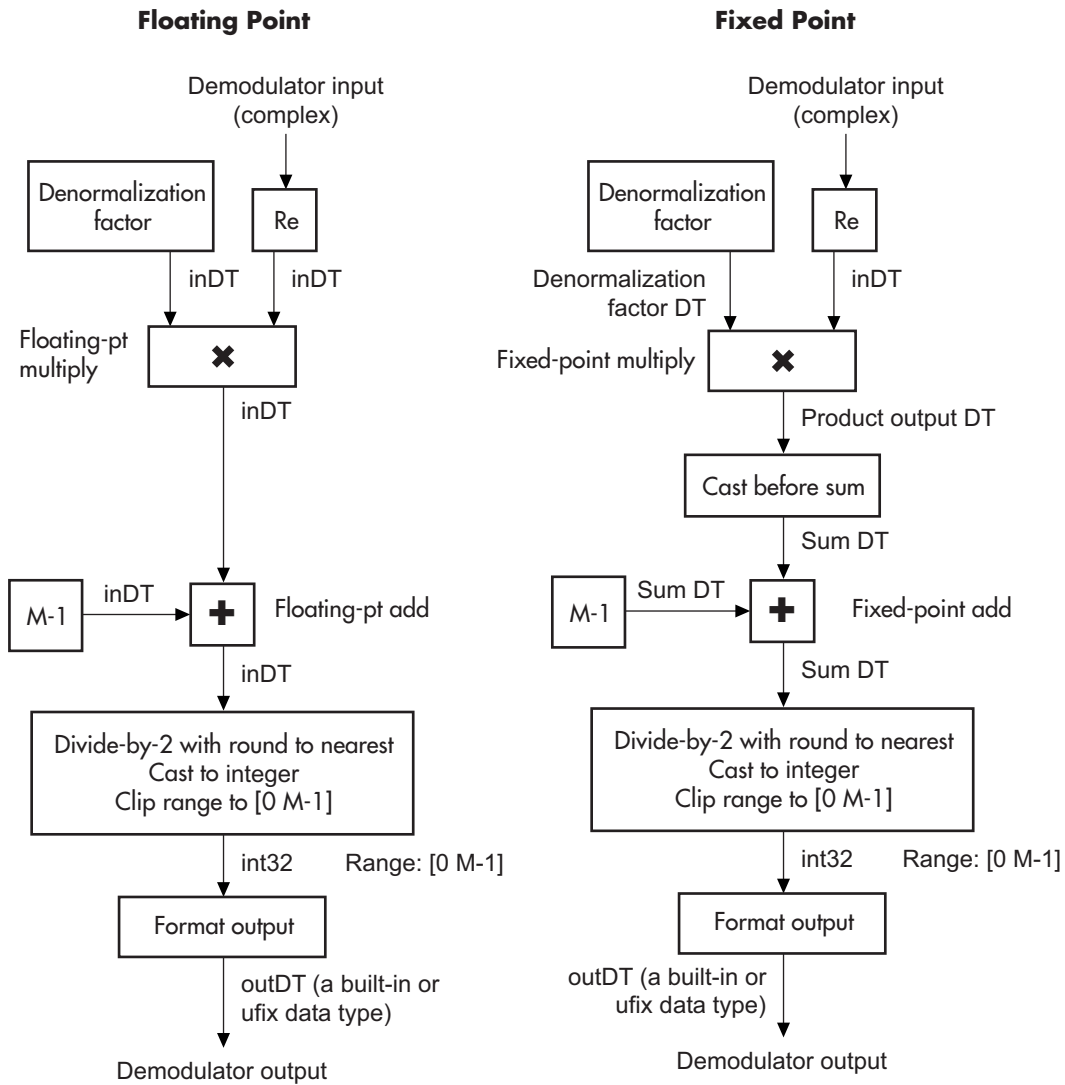 Floating Point
Demodulator input
(complex)
Denormalization
factor
Re
inDT
inDT
Floating-pt
multiply
✖
inDT
M-1
inDT
+
Floating-pt add
inDT
Divide-by-2 with round to nearest
Cast to integer
Clip range to [0 M-1]
int32
Range: [0 M-1]
Format output
outDT (a built-in or
ufix data type)
Demodulator output
Fixed Point
Demodulator input
(complex)
Denormalization
factor
Re
Denormalization
factor DT
inDT
Fixed-point multiply
✖
Product output DT
Cast before sum
Sum DT
M-1
Sum DT
+
Fixed-point add
Sum DT
Divide-by-2 with round to nearest
Cast to integer
Clip range to [0 M-1]
int32
Range: [0 M-1]
Format output
outDT (a built-in or
ufix data type)
Demodulator output